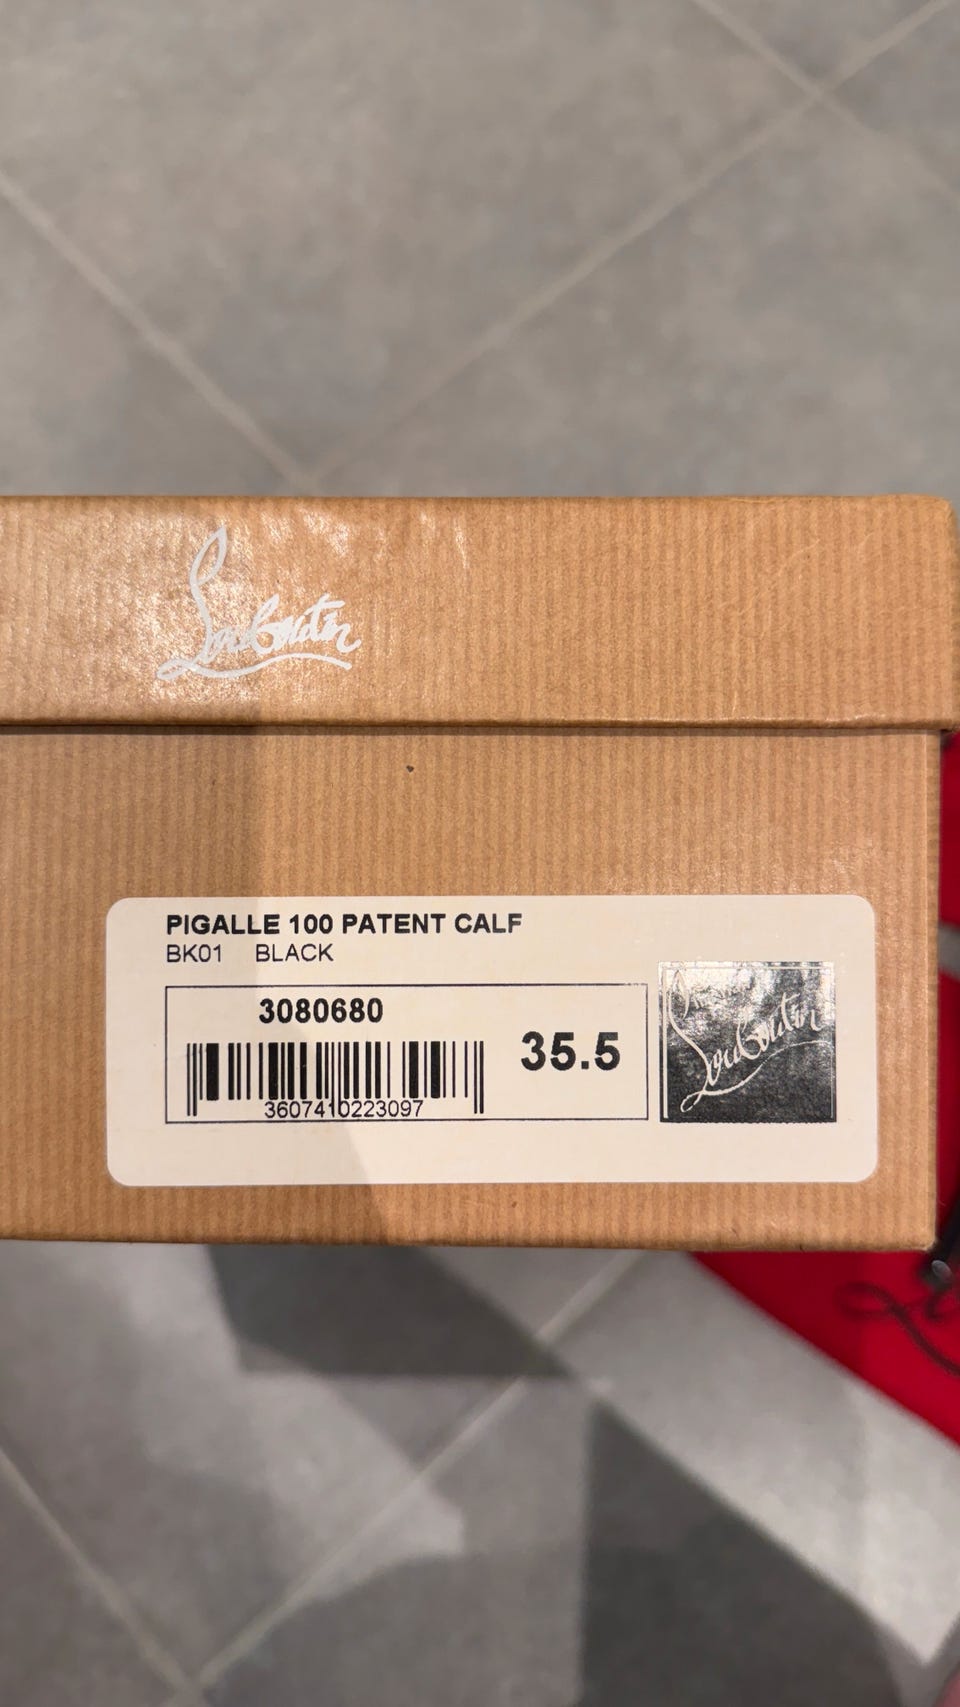 Louboutin
PIGALLE 100 PATENT CALF
BK01 BLACK
3080680
35.5
3607410223097
Louboutin